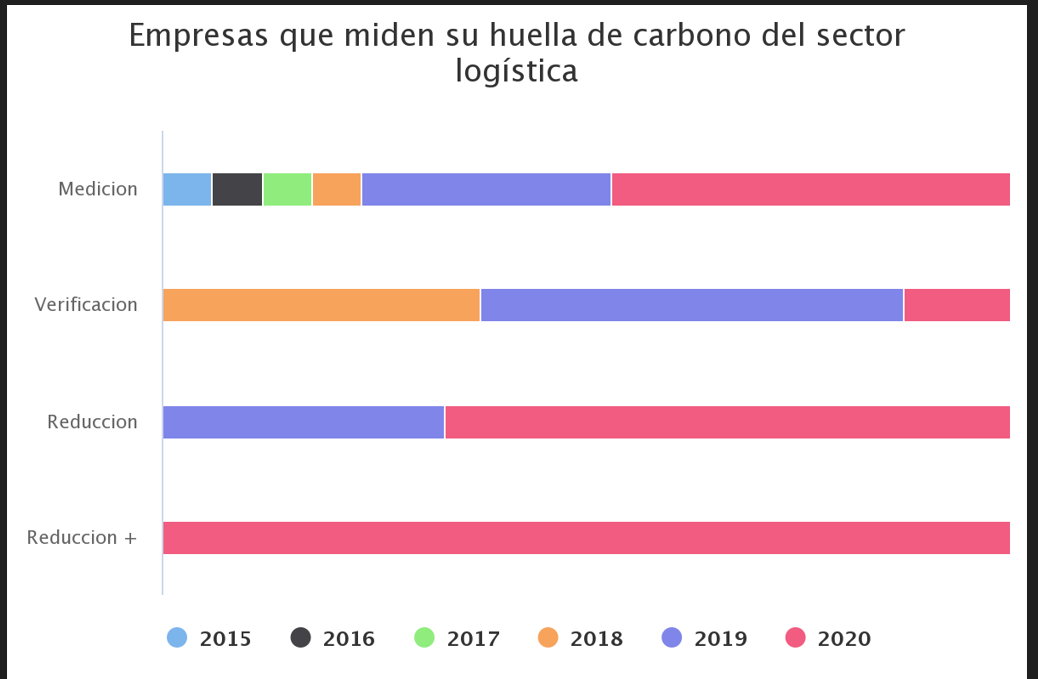 Empresas que miden su huella de carbono del sector
logística
Medicion
Verificacion
Reduccion
Reduccion +
2015 2016 2017 2018 2019 2020